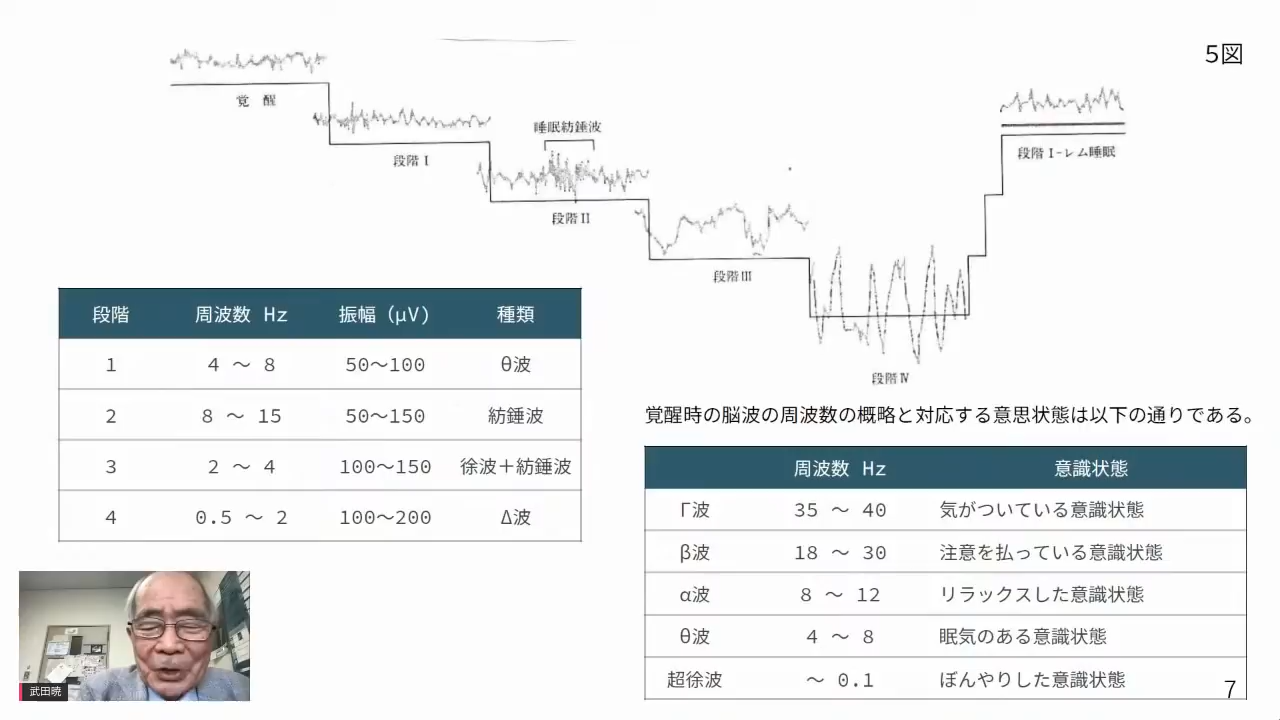 5図
覚 醒
段階 I
睡眠紡錘波
段階 II
段階 III
段階 IV
段階 I-レム睡眠
段階 周波数 Hz 振幅 (μV) 種類
1 4 ～ 8 50～100 θ波
2 8 ～ 15 50～150 紡錘波
3 2 ～ 4 100～150 徐波＋紡錘波
4 0.5 ～ 2 100～200 Δ波
覚醒時の脳波の周波数の概略と対応する意思状態は以下の通りである。
周波数 Hz 意識状態
Γ波 35 ～ 40 気がついている意識状態
β波 18 ～ 30 注意を払っている意識状態
α波 8 ～ 12 リラックスした意識状態
θ波 4 ～ 8 眠気のある意識状態
超徐波 ～ 0.1 ぼんやりした意識状態
武田暁
7